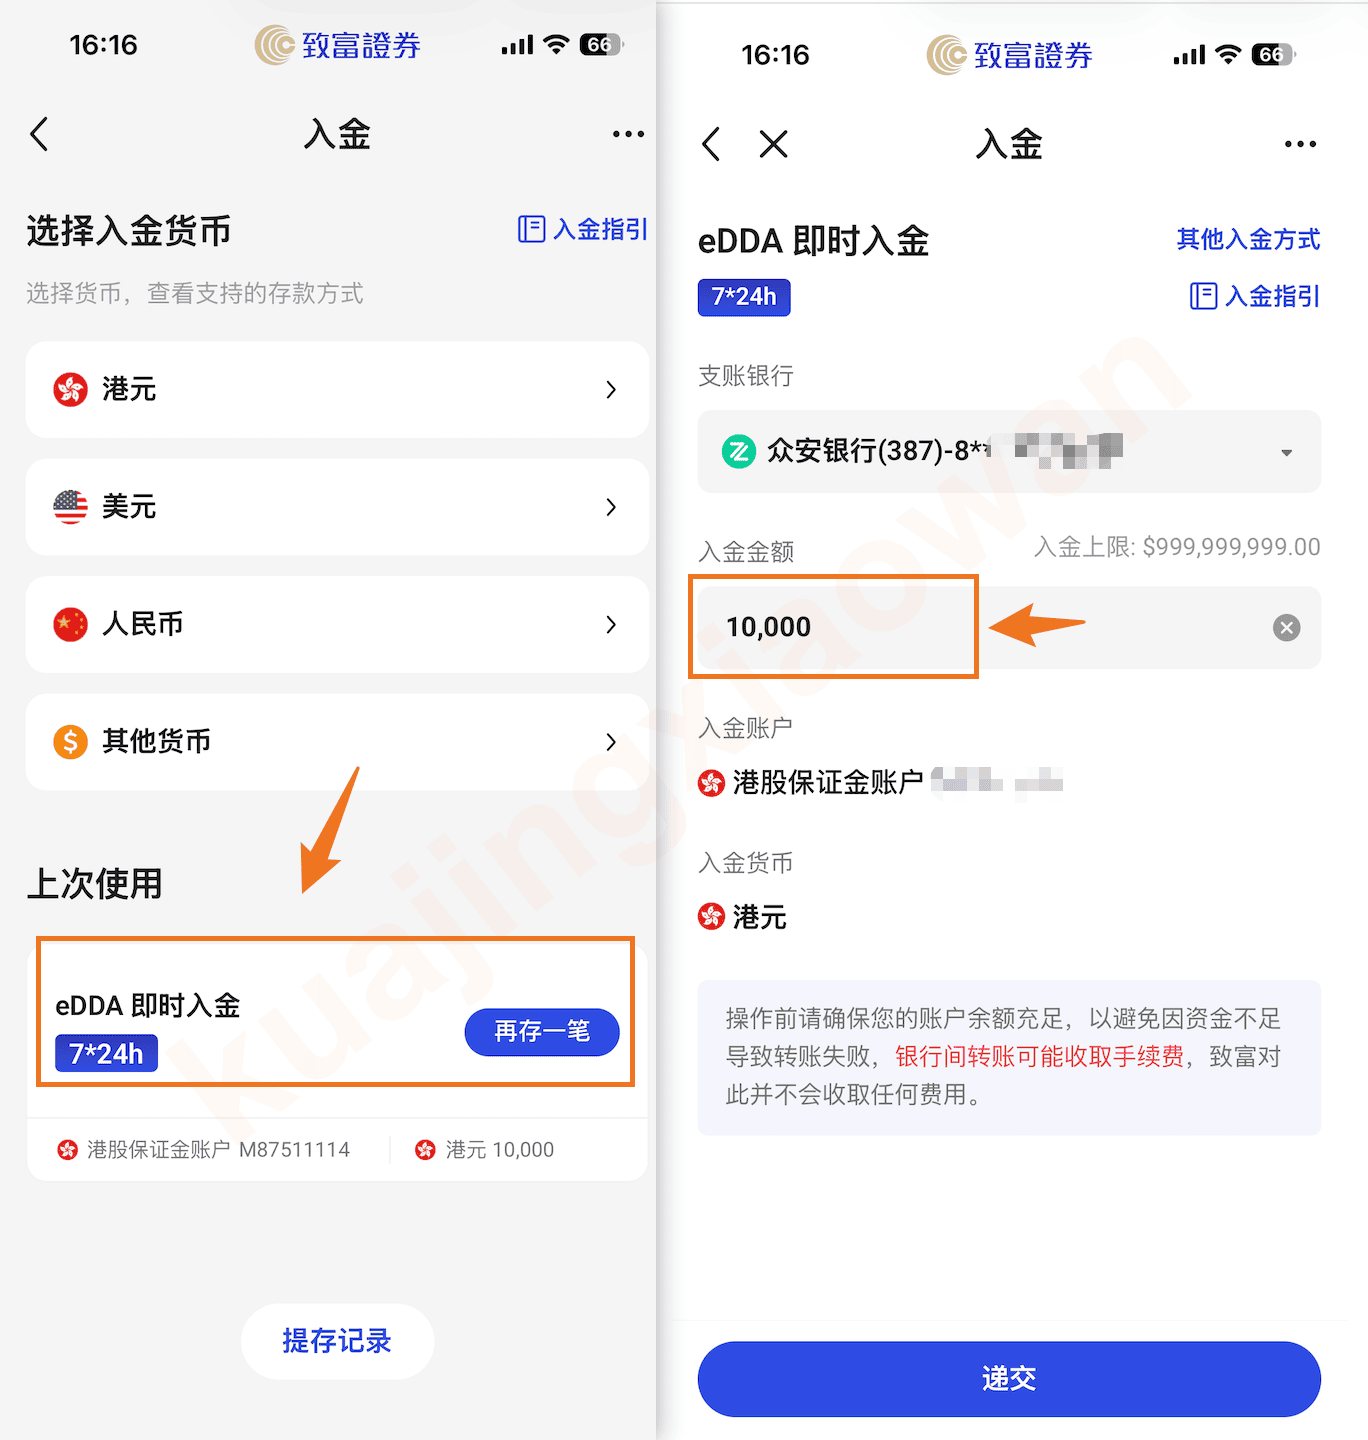 16:16
致富證券
66
入金
选择入金货币
入金指引
选择货币，查看支持的存款方式
港元
美元
人民币
其他货币
上次使用
eDDA 即时入金
再存一笔
7*24h
港股保证金账户 M87511114
港元 10,000
提存记录
16:16
致富證券
66
入金
eDDA 即时入金
其他入金方式
7*24h
入金指引
支账银行
众安银行(387)-8**
入金金额
入金上限: $999,999,999.00
10,000
入金账户
港股保证金账户
入金货币
港元
操作前请确保您的账户余额充足，以避免因资金不足
导致转账失败，银行间转账可能收取手续费，致富对
此并不会收取任何费用。
递交
kuajingxiaowan